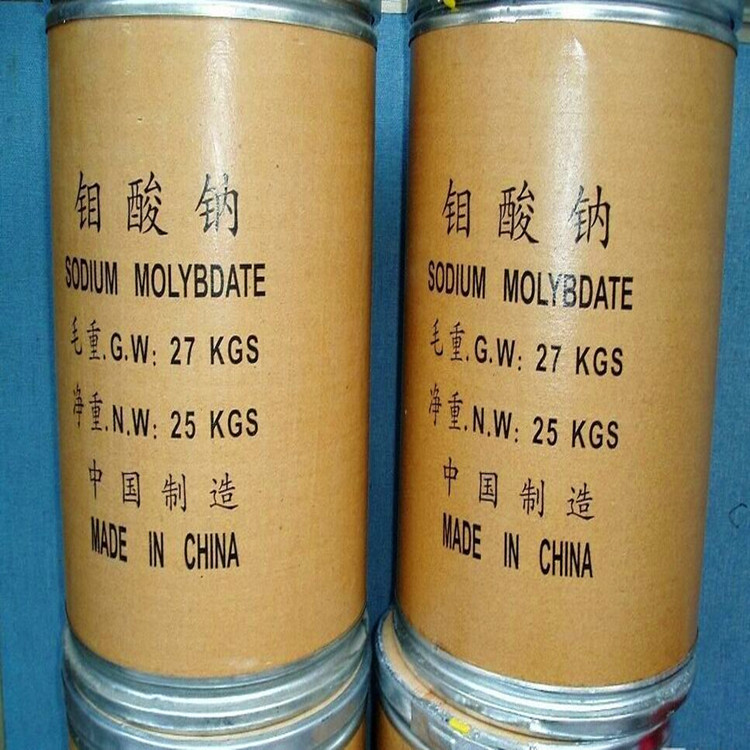 钼酸钠
SODIUM MOLYBDATE
毛重.G.W: 27 KGS
净重.N.W: 25 KGS
中国制造
MADE IN CHINA
钼酸钠
SODIUM MOLYBDATE
毛重.G.W: 27 KGS
净重.N.W: 25 KGS
中国制造
MADE IN CHINA